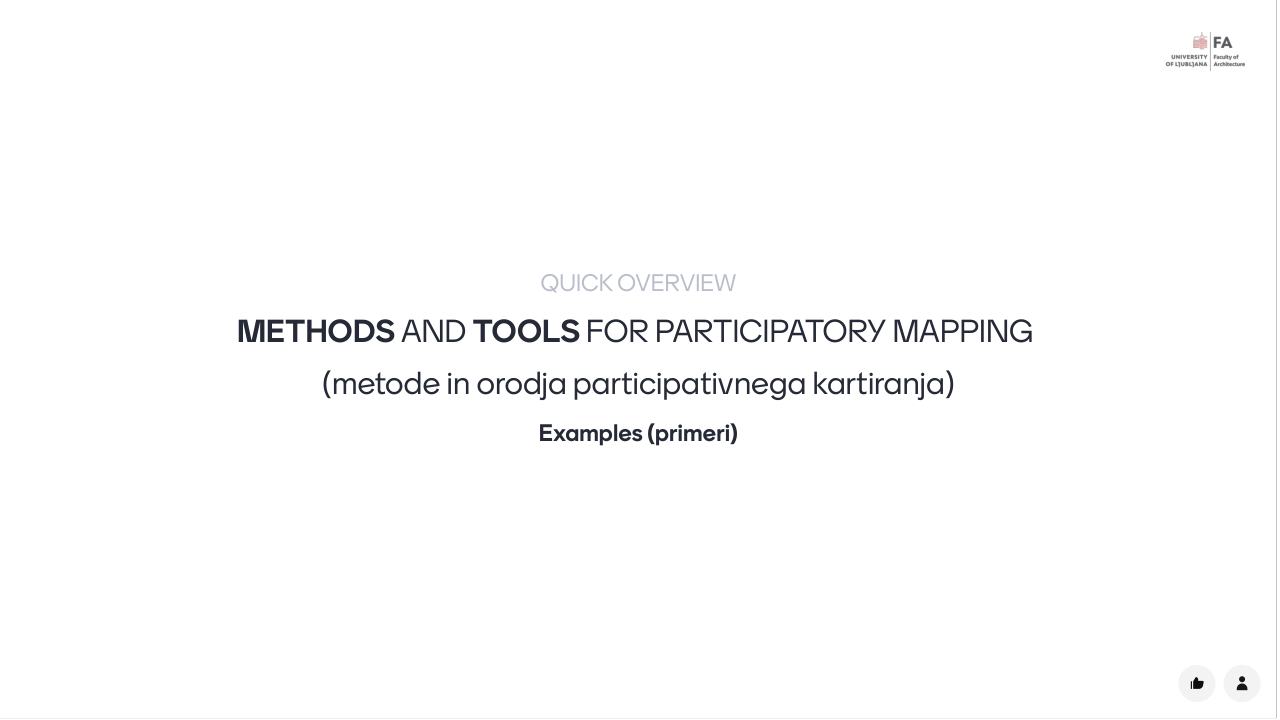 FA
UNIVERSITY
OF LJUBLJANA
Faculty of
Architecture
QUICK OVERVIEW
METHODS AND TOOLS FOR PARTICIPATORY MAPPING
(metode in orodja participativnega kartiranja)
Examples (primeri)